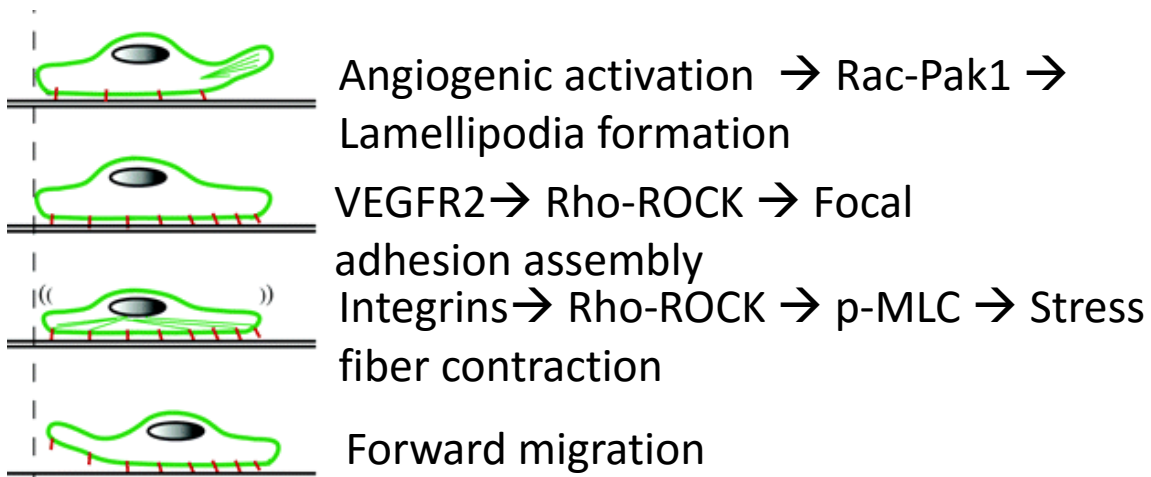 Angiogenic activation → Rac-Pak1 →
Lamellipodia formation
VEGFR2→ Rho-ROCK → Focal
adhesion assembly
Integrins→ Rho-ROCK → p-MLC → Stress
fiber contraction
Forward migration